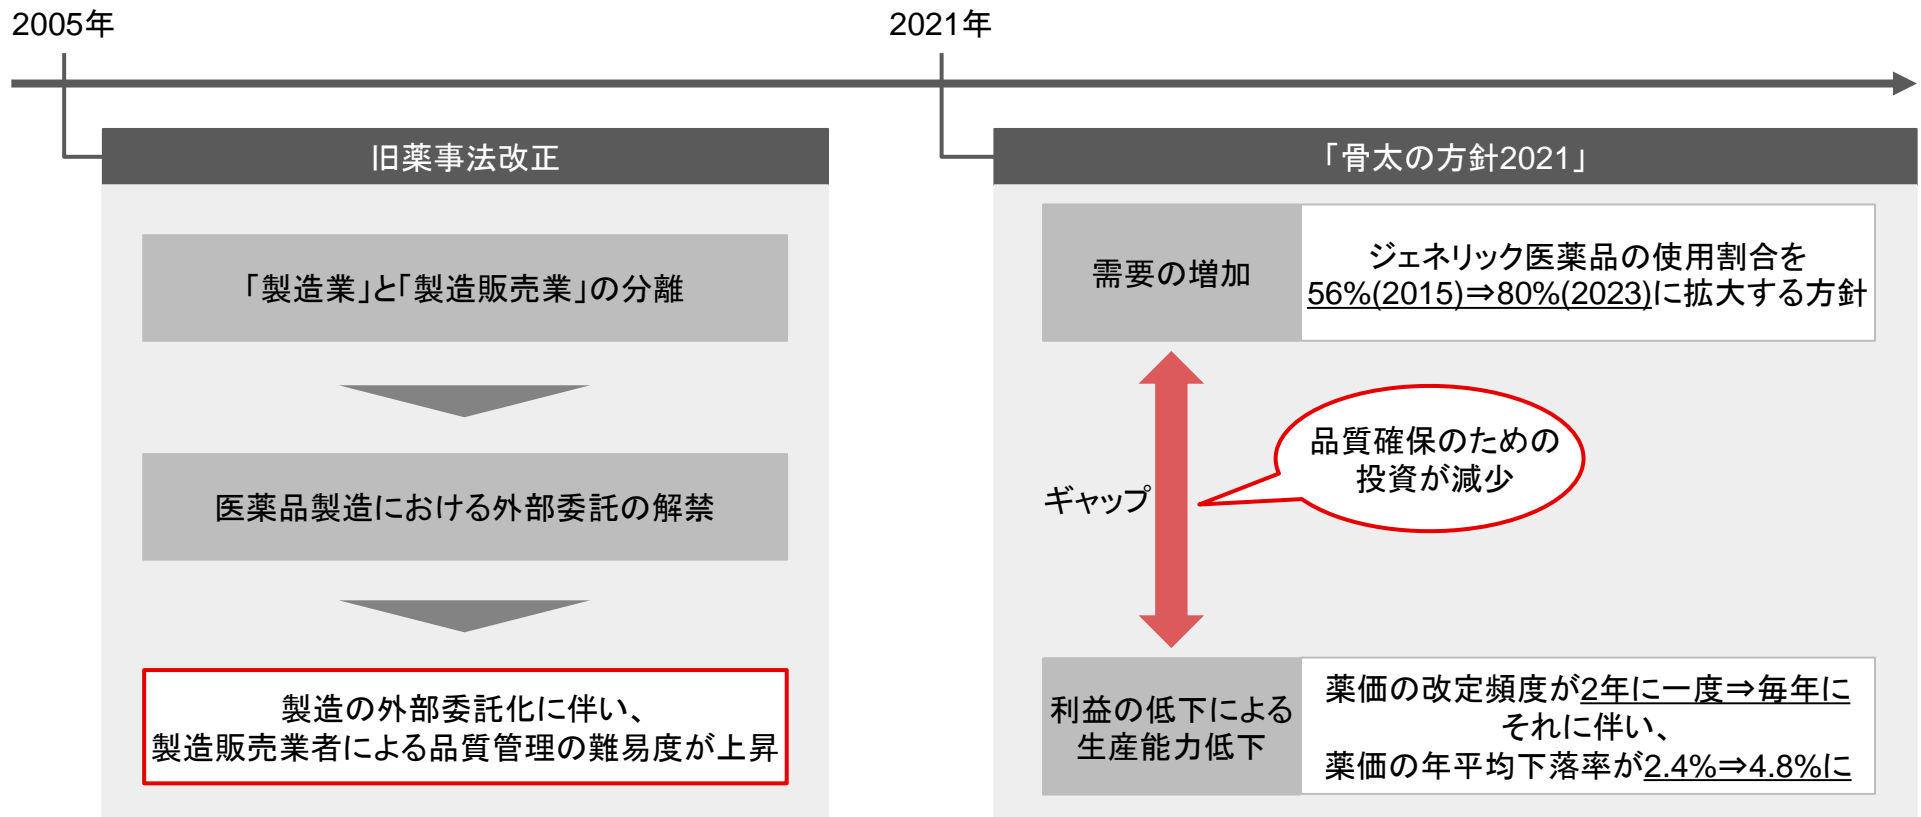 2005年
2021年
旧薬事法改正
「製造業」と「製造販売業」の分離
医薬品製造における外部委託の解禁
製造の外部委託化に伴い、
製造販売業者による品質管理の難易度が上昇
「骨太の方針2021」
需要の増加
ジェネリック医薬品の使用割合を
56%(2015)⇒80%(2023)に拡大する方針
ギャップ
品質確保のための
投資が減少
利益の低下による
生産能力低下
薬価の改定頻度が2年に一度⇒毎年に
それに伴い、
薬価の年平均下落率が2.4%⇒4.8%に